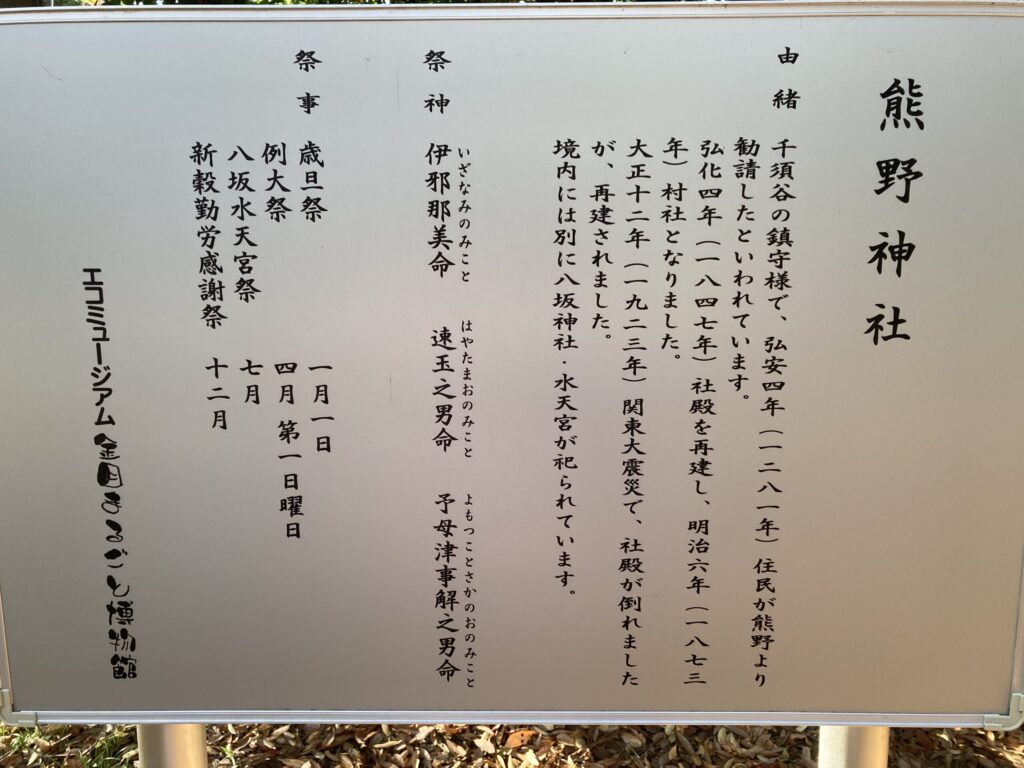 熊野神社
由緒
千須谷の鎮守様で、弘安四年（一二八一年）住民が熊野より
勧請したといわれています。
弘化四年（一八四七年）社殿を再建し、明治六年（一八七三
年）村社となりました。
大正十二年（一九二三年）関東大震災で、社殿が倒れました
が、再建されました。
境内には別に八坂神社・水天宮が祀られています。
祭神
いざなみのみこと
伊邪那美命
はやたまおのみこと
速玉之男命
よもつことさかのおのみこと
予母津事解之男命
祭事
歳旦祭 一月一日
例大祭 四月 第一日曜日
八坂水天宮祭 七月
新穀勤労感謝祭 十二月
エコミュージアム 金目まるごと博物館